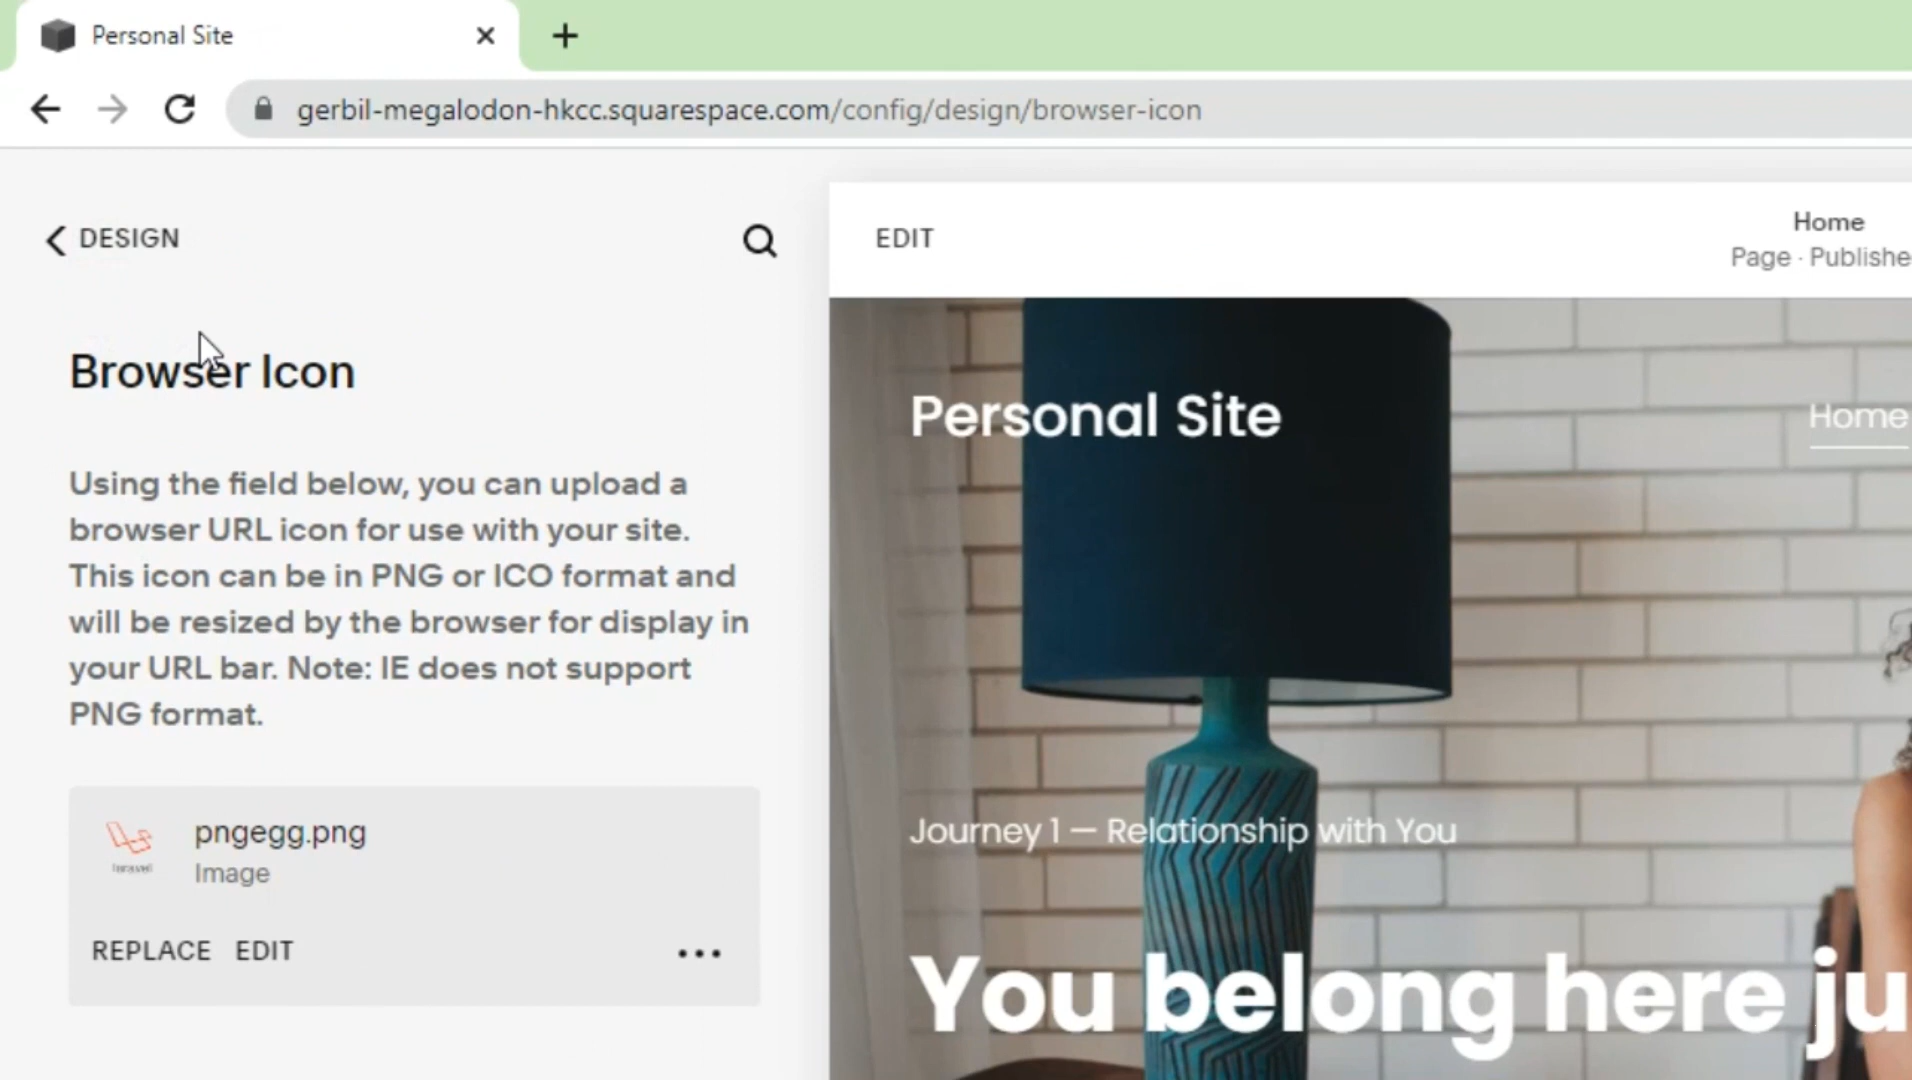 Personal Site
gerbil-megalodon-hkcc.squarespace.com/config/design/browser-icon
DESIGN
Browser Icon
Using the field below, you can upload a
browser URL icon for use with your site.
This icon can be in PNG or ICO format and
will be resized by the browser for display in
your URL bar. Note: IE does not support
PNG format.
laravel
pngegg.png
Image
REPLACE EDIT
EDIT
Home
Page · Publishe
Personal Site
Home
Journey 1 — Relationship with You
You belong here ju